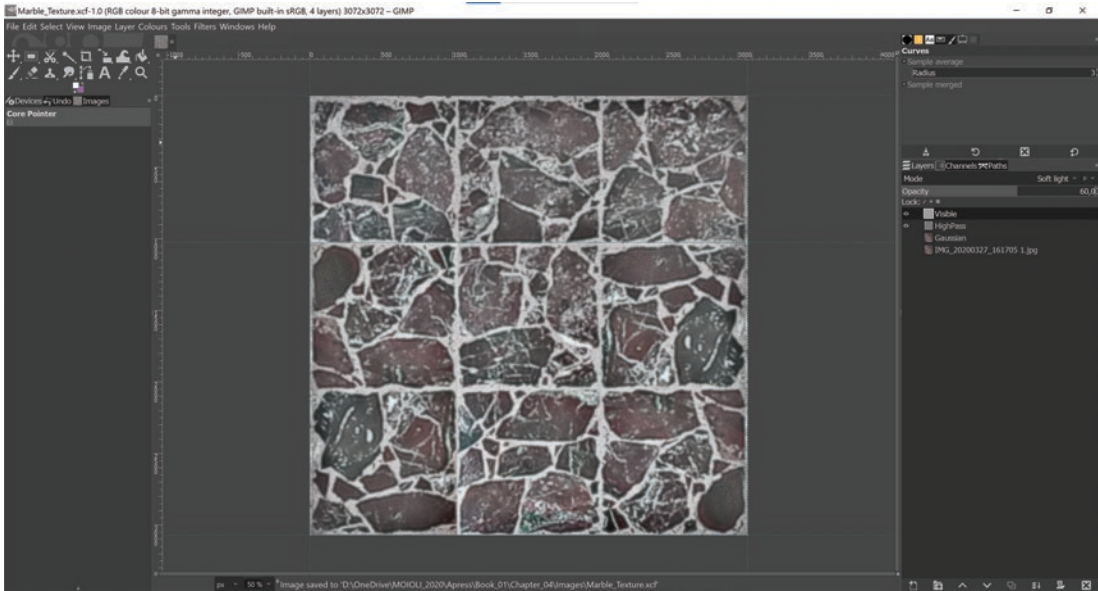 Marble_Texture.xcf-1.0 (RGB colour 8-bit gamma integer, GIMP built-in sRGB, 4 layers) 3072x3072 – GIMP
File Edit Select View Image Layer Colours Tools Filters Windows Help
Devices Undo Images
Core Pointer
Curves
Sample average
Radius 3
Sample merged
Layers Channels Paths
Mode Soft light
Opacity 60,0
Lock:
Visible
HighPass
Gaussian
IMG_20200327_161705 1.jpg
px 50 % Image saved to 'D:\OneDrive\MOIOLI_2020\Apress\Book_01\Chapter_04\Images\Marble_Texture.xcf'